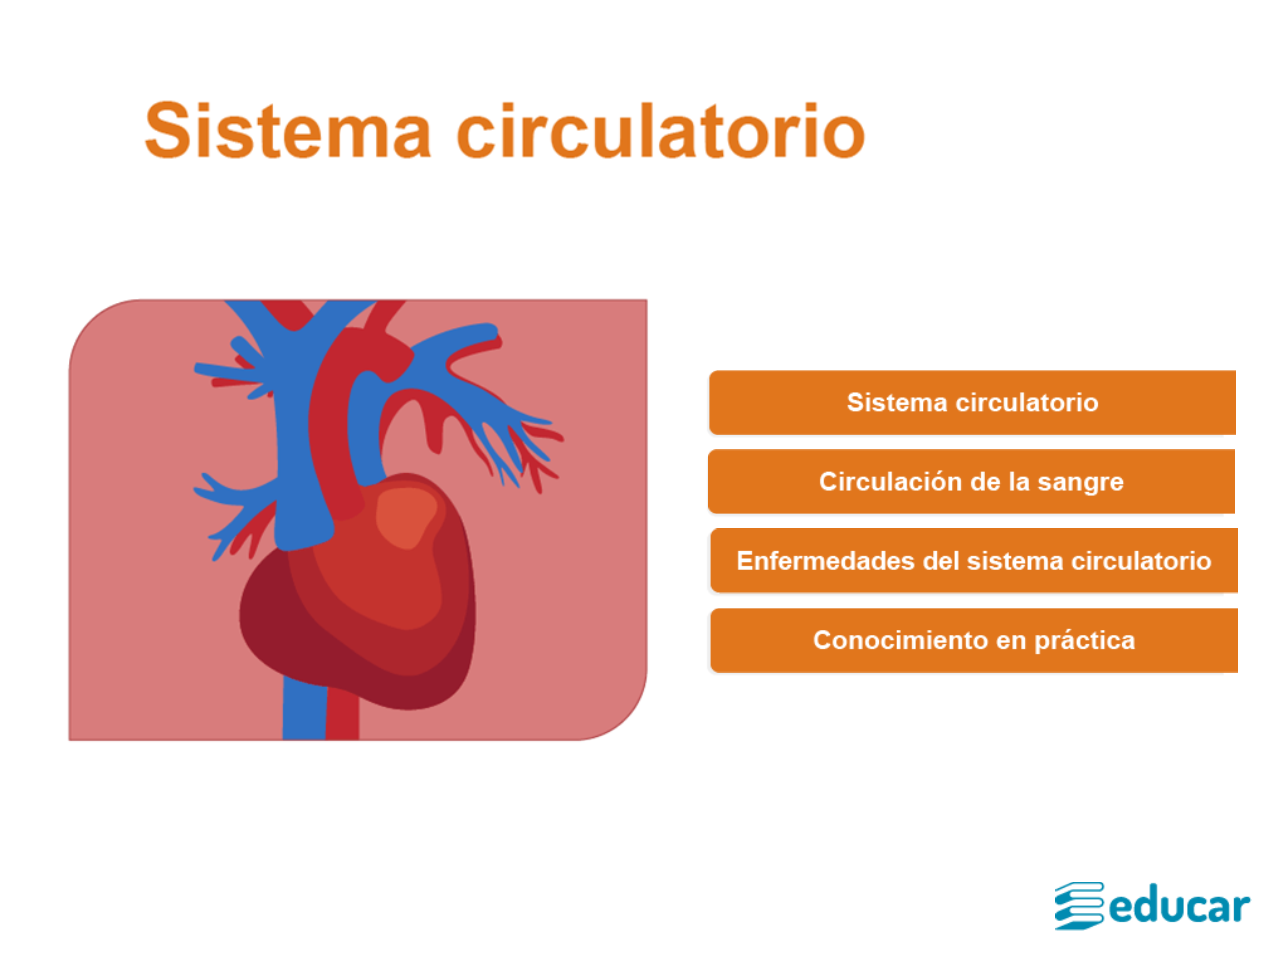 Sistema circulatorio
Sistema circulatorio
Circulación de la sangre
Enfermedades del sistema circulatorio
Conocimiento en práctica
educar